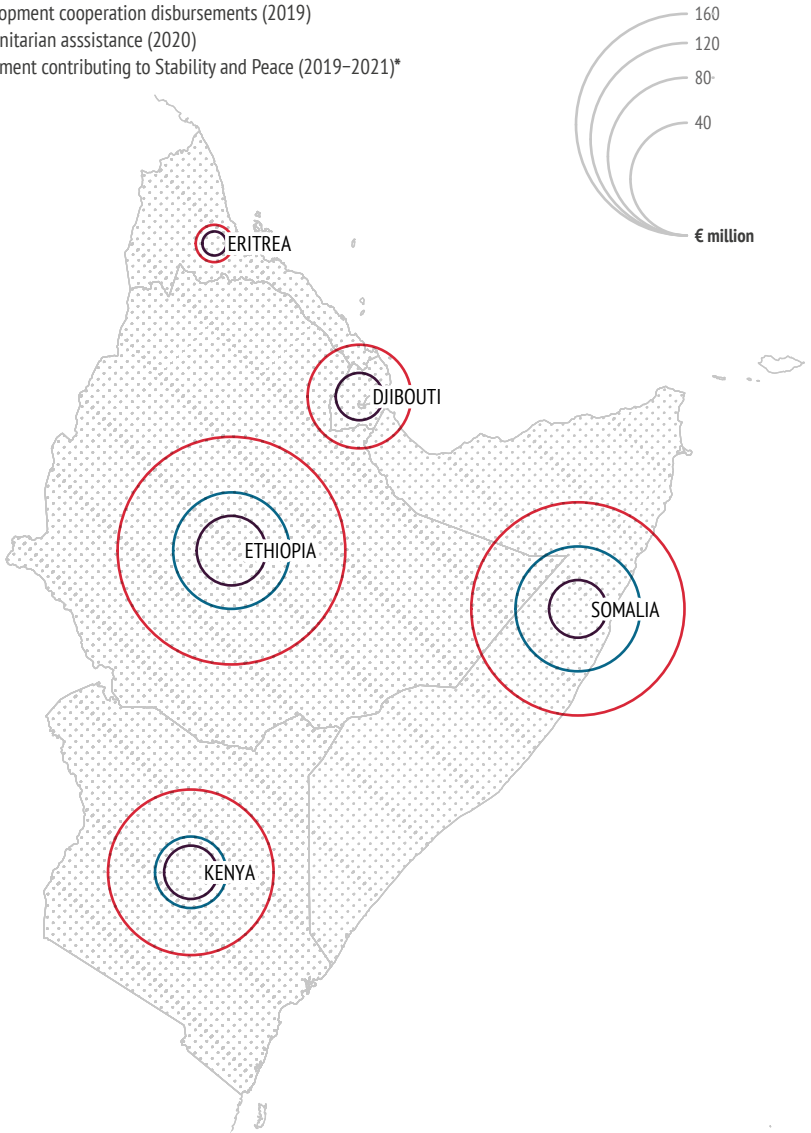 opment cooperation disbursements (2019)
nitarian asssistance (2020)
ment contributing to Stability and Peace (2019–2021)*
160
120
80
40
€ million
ERITREA
DJIBOUTI
ETHIOPIA
SOMALIA
KENYA